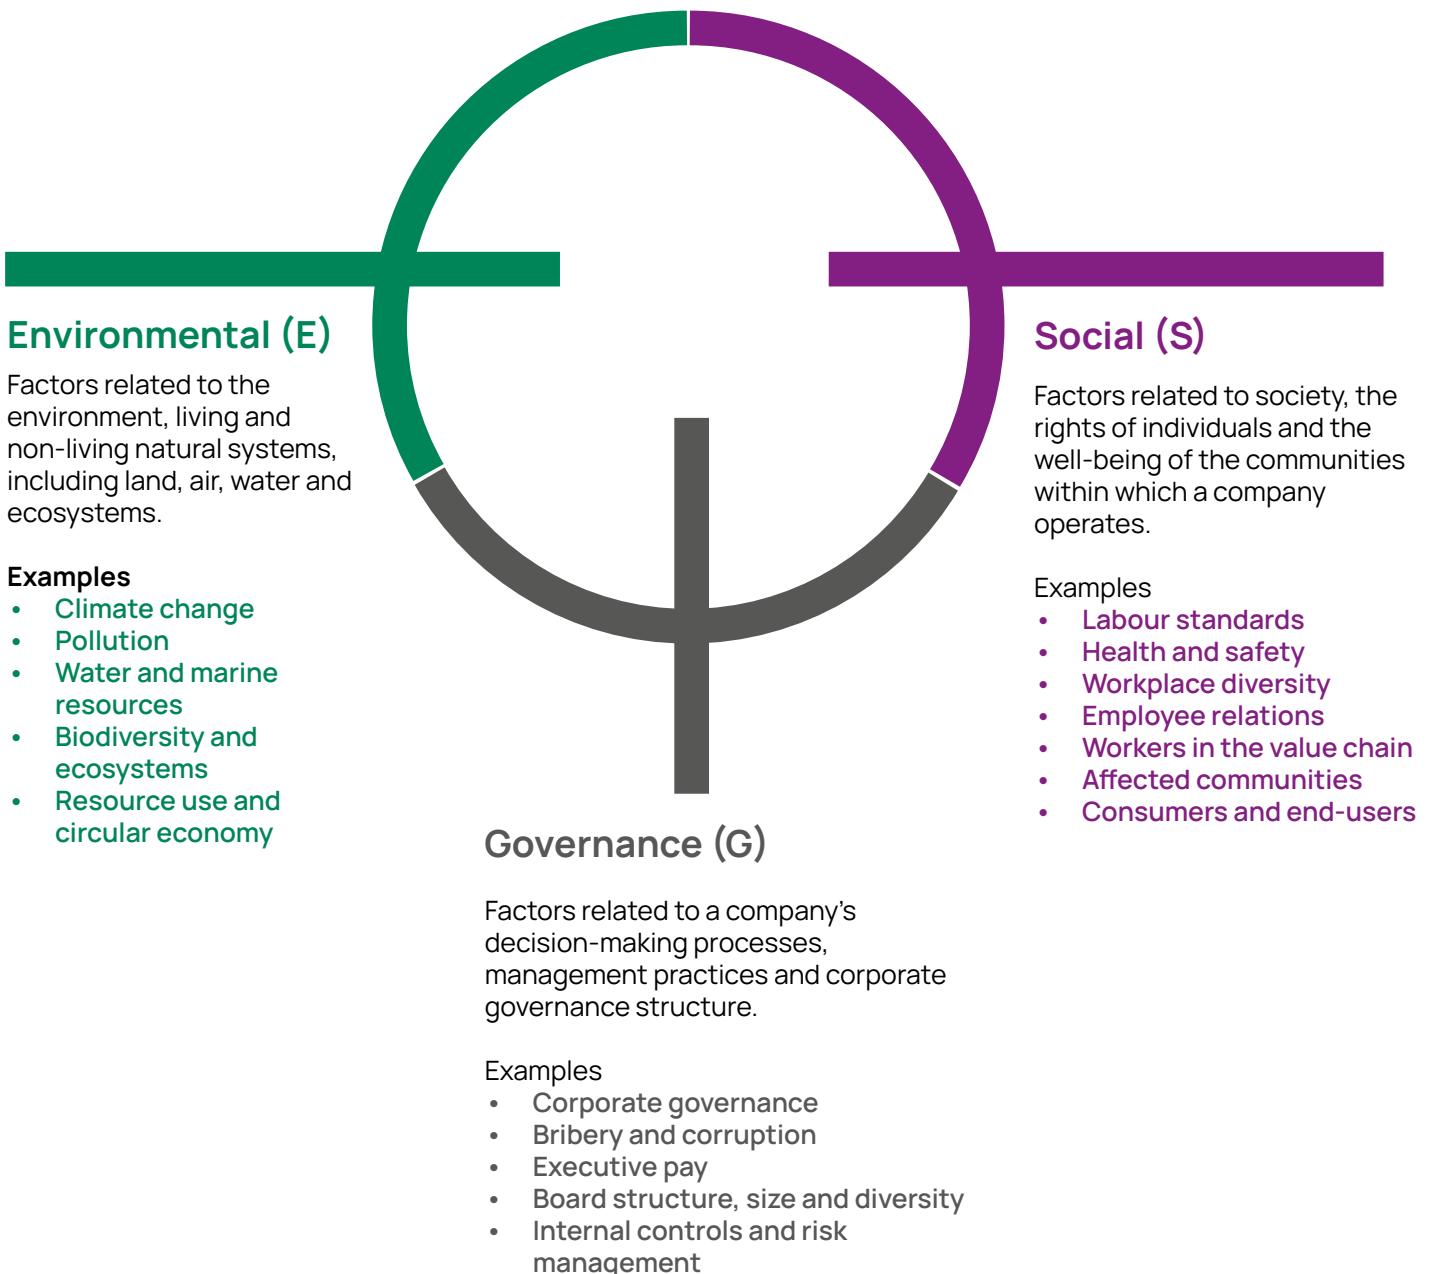 Environmental (E)
Factors related to the
environment, living and
non-living natural systems,
including land, air, water and
ecosystems.
Examples
• Climate change
• Pollution
• Water and marine
resources
• Biodiversity and
ecosystems
• Resource use and
circular economy
Social (S)
Factors related to society, the
rights of individuals and the
well-being of the communities
within which a company
operates.
Examples
• Labour standards
• Health and safety
• Workplace diversity
• Employee relations
• Workers in the value chain
• Affected communities
• Consumers and end-users
Governance (G)
Factors related to a company’s
decision-making processes,
management practices and corporate
governance structure.
Examples
• Corporate governance
• Bribery and corruption
• Executive pay
• Board structure, size and diversity
• Internal controls and risk
management